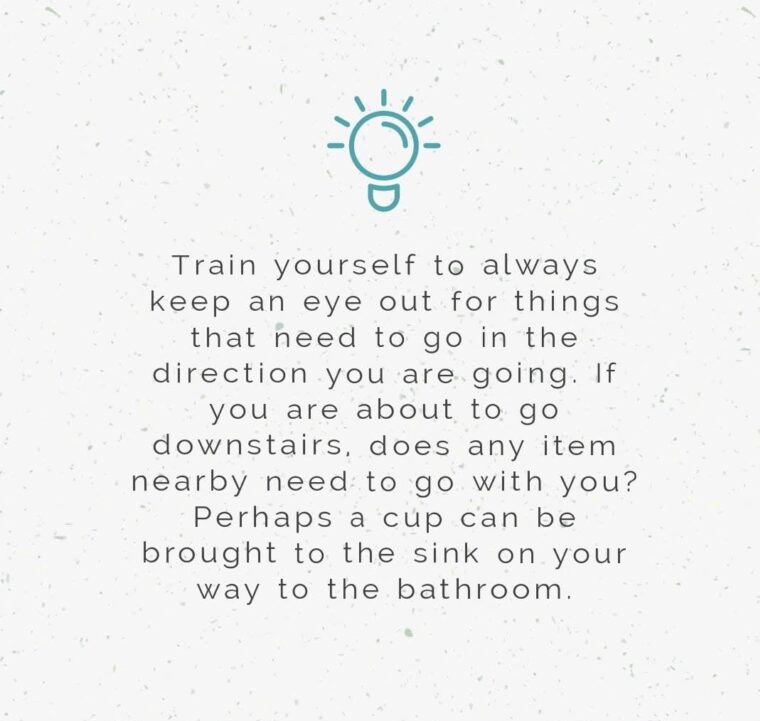 Train yourself to always
keep an eye out for things
that need to go in the
direction you are going. If
you are about to go
downstairs, does any item
nearby need to go with you?
Perhaps a cup can be
brought to the sink on your
way to the bathroom.